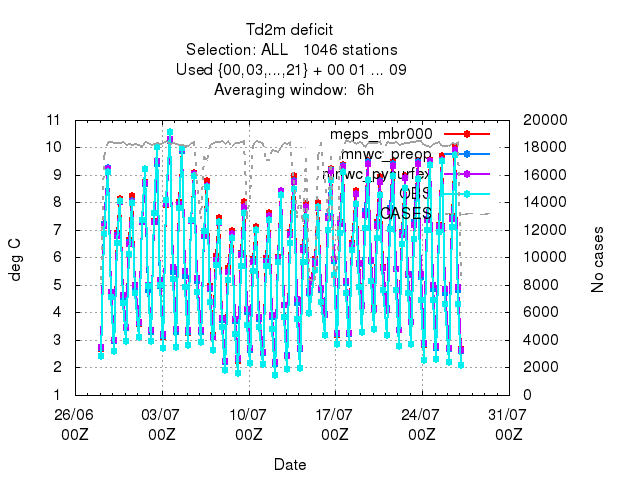 Td2m deficit
Selection: ALL 1046 stations
Used {00,03,...,21} + 00 01 ... 09
Averaging window: 6h
11 20000
10 18000
9 16000
8 14000
7 12000
6 10000
5 8000
4 6000
3 4000
2 2000
1 0
meps_mbr000
mnwc_preop
OBS
CASES
deg C
No cases
26/06 03/07 10/07 17/07 24/07 31/07
00Z 00Z 00Z 00Z 00Z 00Z
Date